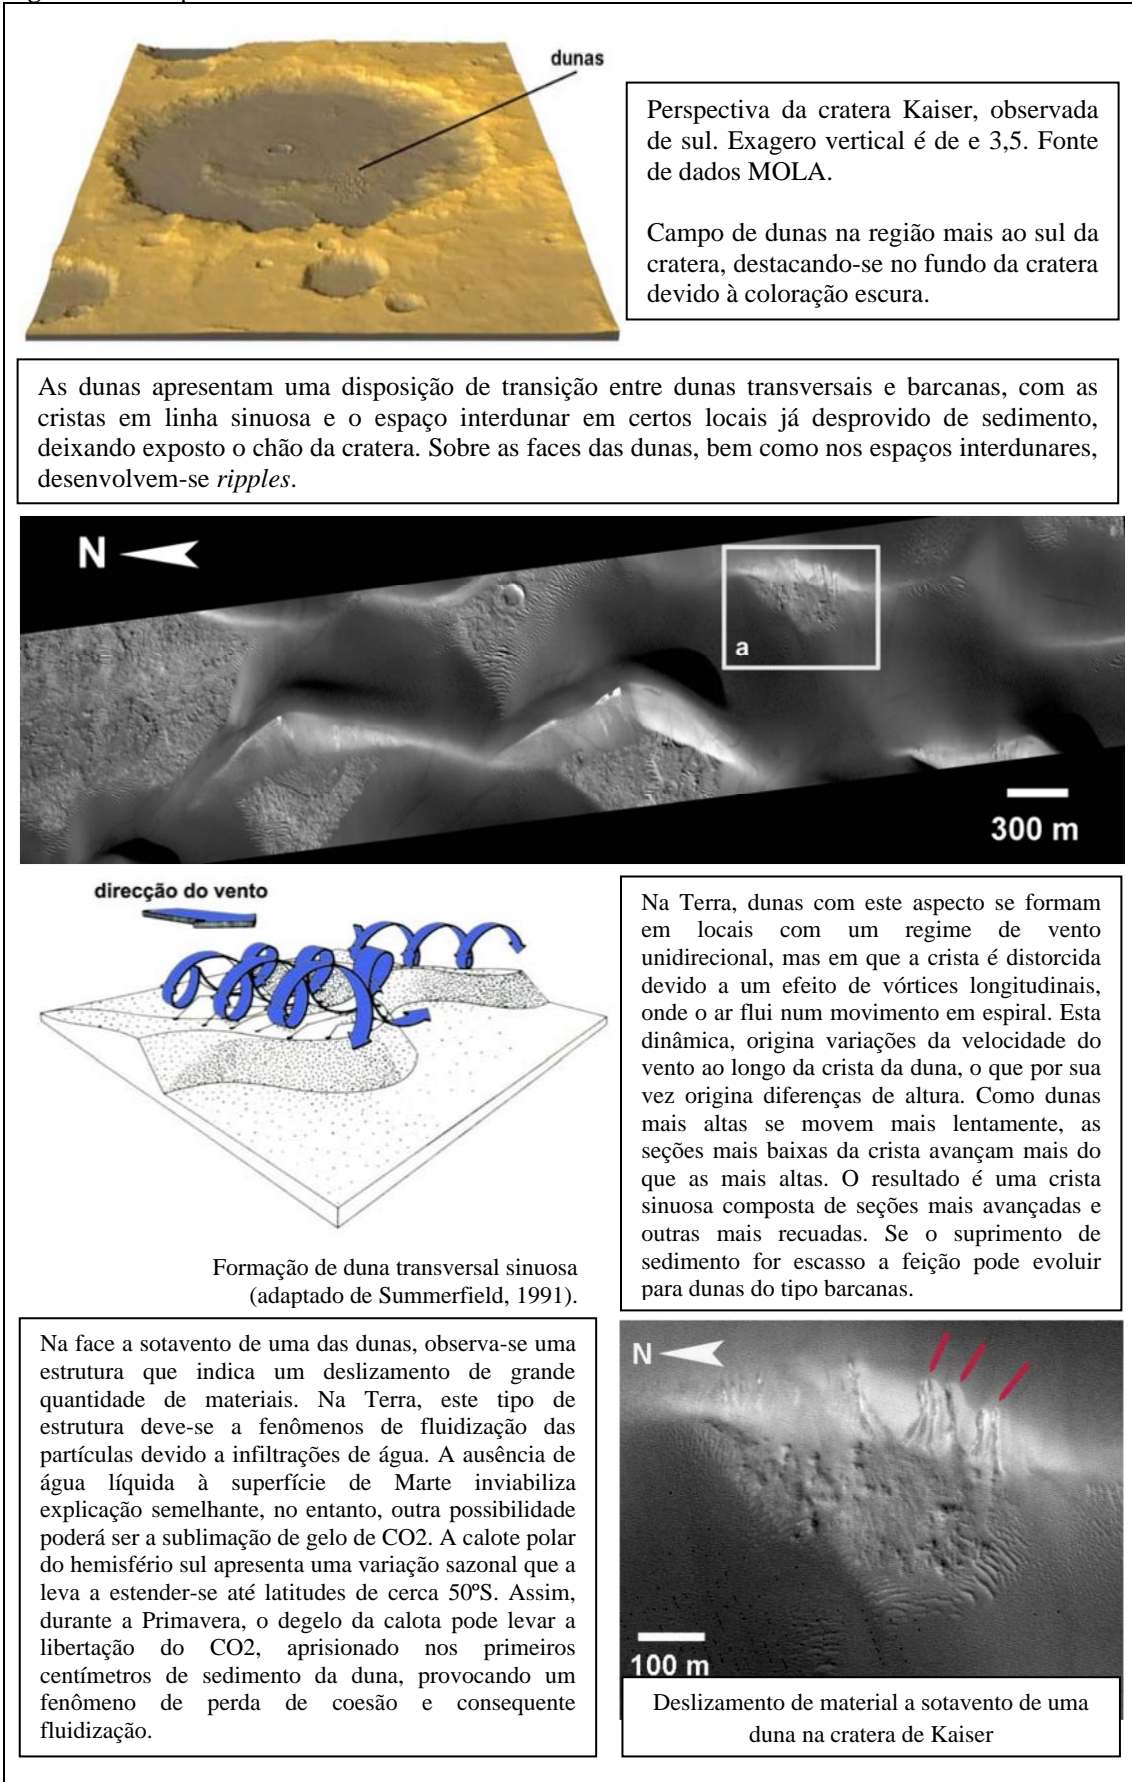 dunas
Perspectiva da cratera Kaiser, observada
de sul. Exagero vertical é de e 3,5. Fonte
de dados MOLA.
Campo de dunas na região mais ao sul da
cratera, destacando-se no fundo da cratera
devido à coloração escura.
As dunas apresentam uma disposição de transição entre dunas transversais e barcanas, com as
cristas em linha sinuosa e o espaço interdunar em certos locais já desprovido de sedimento,
deixando exposto o chão da cratera. Sobre as faces das dunas, bem como nos espaços interdunares,
desenvolvem-se ripples.
N
a
300 m
direcção do vento
Formação de duna transversal sinuosa
(adaptado de Summerfield, 1991).
Na Terra, dunas com este aspecto se formam
em locais com um regime de vento
unidirecional, mas em que a crista é distorcida
devido a um efeito de vórtices longitudinais,
onde o ar flui num movimento em espiral. Esta
dinâmica, origina variações da velocidade do
vento ao longo da crista da duna, o que por sua
vez origina diferenças de altura. Como dunas
mais altas se movem mais lentamente, as
seções mais baixas da crista avançam mais do
que as mais altas. O resultado é uma crista
sinuosa composta de seções mais avançadas e
outras mais recuadas. Se o suprimento de
sedimento for escasso a feição pode evoluir
para dunas do tipo barcanas.
Na face a sotavento de uma das dunas, observa-se uma
estrutura que indica um deslizamento de grande
quantidade de materiais. Na Terra, este tipo de
estrutura deve-se a fenômenos de fluidização das
partículas devido a infiltrações de água. A ausência de
água líquida à superfície de Marte inviabiliza
explicação semelhante, no entanto, outra possibilidade
poderá ser a sublimação de gelo de CO2. A calote polar
do hemisfério sul apresenta uma variação sazonal que a
leva a estender-se até latitudes de cerca 50ºS. Assim,
durante a Primavera, o degelo da calota pode levar a
libertação do CO2, aprisionado nos primeiros
centímetros de sedimento da duna, provocando um
fenômeno de perda de coesão e consequente
fluidização.
N
100 m
Deslizamento de material a sotavento de uma
duna na cratera de Kaiser